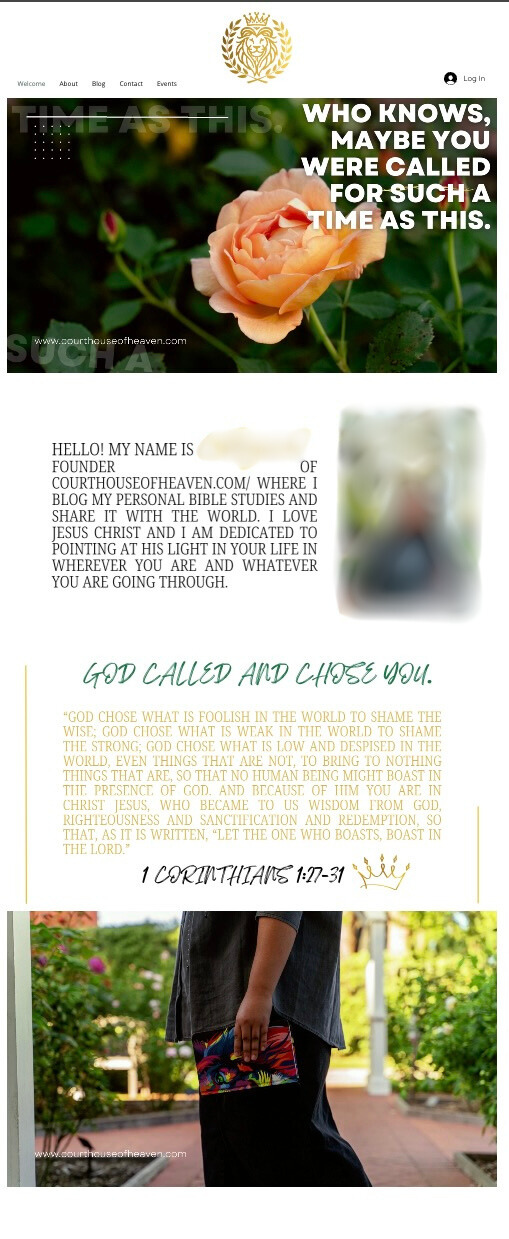 Welcome About Blog Contact Events
Log In
TIME AS THIS.
WHO KNOWS,
MAYBE YOU
WERE CALLED
FOR SUCH A
TIME AS THIS.
www.courthouseofheaven.com
SUCH A
HELLO! MY NAME IS
FOUNDER OF
COURTHOUSEOFHEAVEN.COM/ WHERE I
BLOG MY PERSONAL BIBLE STUDIES AND
SHARE IT WITH THE WORLD. I LOVE
JESUS CHRIST AND I AM DEDICATED TO
POINTING AT HIS LIGHT IN YOUR LIFE IN
WHEREVER YOU ARE AND WHATEVER
YOU ARE GOING THROUGH.
GOD CALLED AND CHOSE YOU.
“GOD CHOSE WHAT IS FOOLISH IN THE WORLD TO SHAME THE
WISE; GOD CHOSE WHAT IS WEAK IN THE WORLD TO SHAME
THE STRONG; GOD CHOSE WHAT IS LOW AND DESPISED IN THE
WORLD, EVEN THINGS THAT ARE NOT, TO BRING TO NOTHING
THINGS THAT ARE, SO THAT NO HUMAN BEING MIGHT BOAST IN
THE PRESENCE OF GOD. AND BECAUSE OF HIM YOU ARE IN
CHRIST JESUS, WHO BECAME TO US WISDOM FROM GOD,
RIGHTEOUSNESS AND SANCTIFICATION AND REDEMPTION, SO
THAT, AS IT IS WRITTEN, “LET THE ONE WHO BOASTS, BOAST IN
THE LORD.”
1 CORINTHIANS 1:27-31
www.courthouseofheaven.com